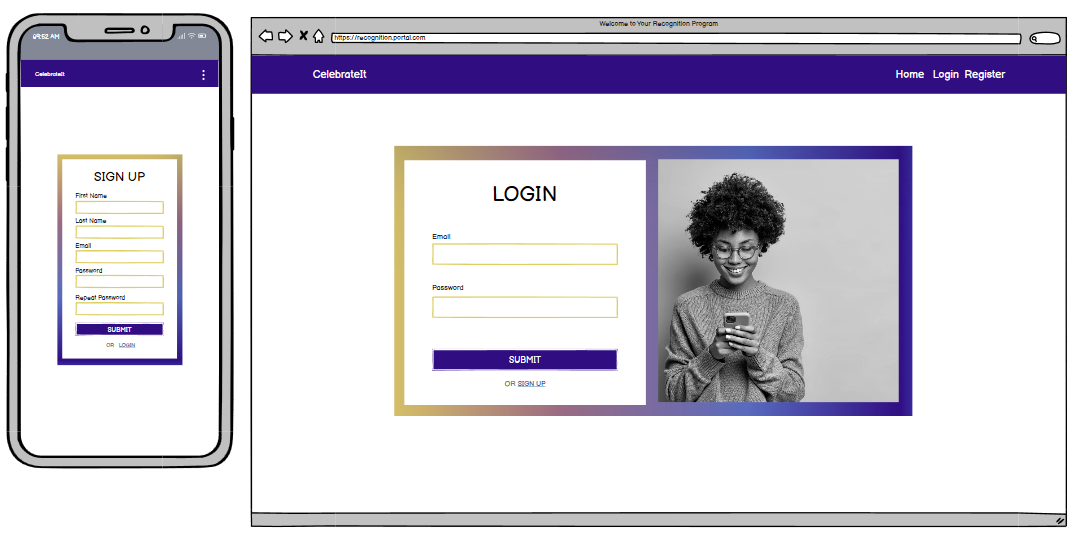 09:52 AM
CelebrateIt
SIGN UP
First Name
Last Name
Email
Password
Repeat Password
SUBMIT
OR LOGIN
Welcome to Your Recognition Program
https://recognition.portal.com
CelebrateIt
Home Login Register
LOGIN
Email
Password
SUBMIT
OR SIGN UP